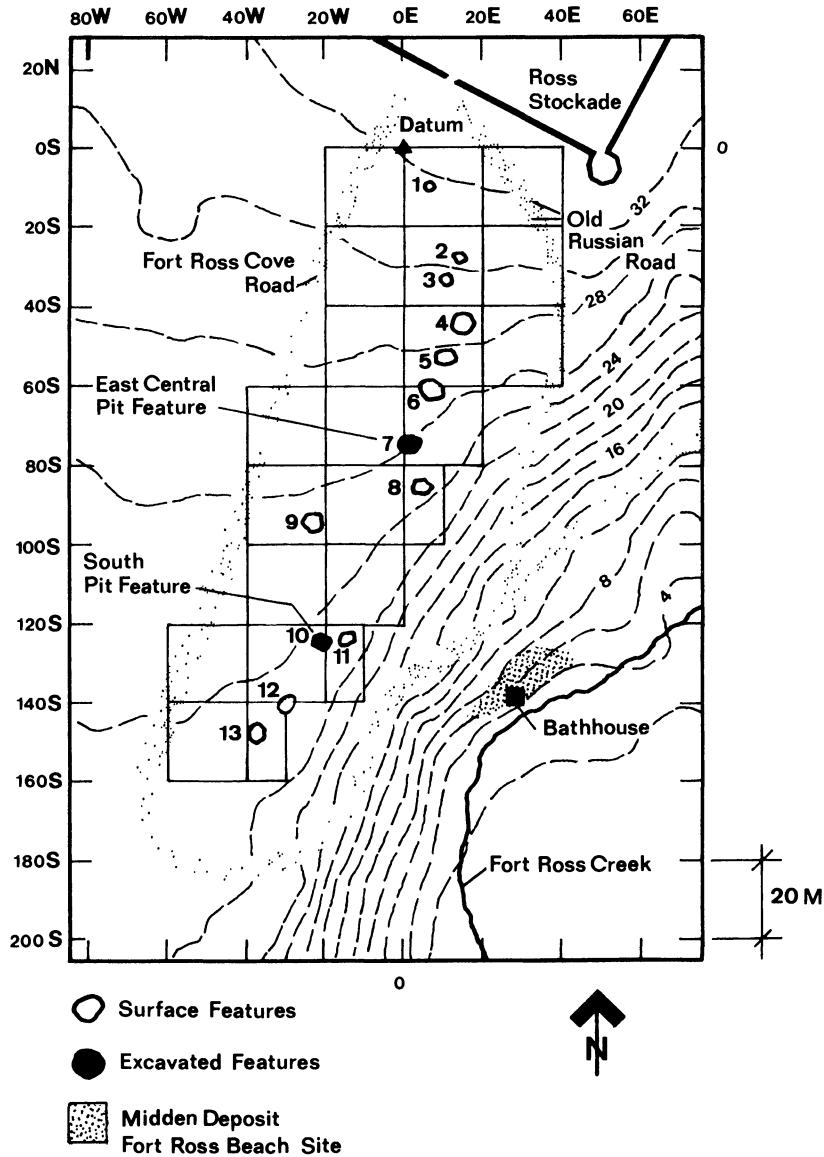 80W 60W 40W 20W 0E 20E 40E 60E
20N
0S
20S
40S
60S
80S
100S
120S
140S
160S
180S
200S
Ross
Stockade
Datum
0
1
32
Old
Russian
Road
Fort Ross Cove
Road
2
3
28
4
5
24
East Central
Pit Feature
6
20
7
16
8
9
South
Pit Feature
8
4
10
11
12
13
Bathhouse
Fort Ross Creek
20 M
0
N
Surface Features
Excavated Features
Midden Deposit
Fort Ross Beach Site